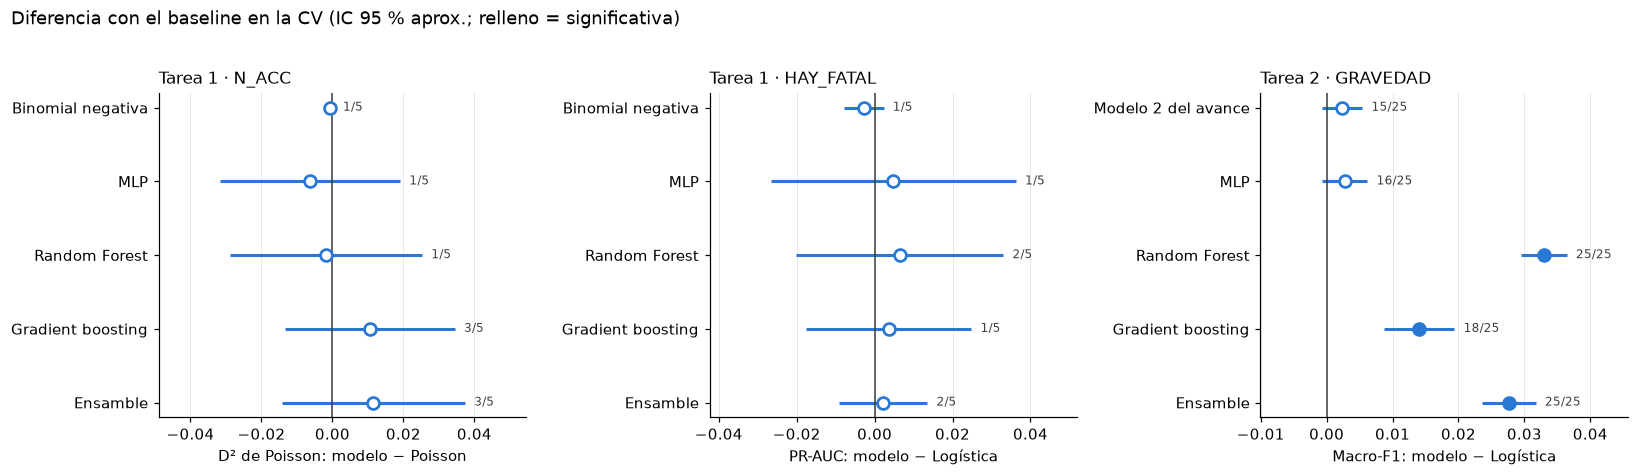 Diferencia con el baseline en la CV (IC 95 % aprox.; relleno = significativa)
Tarea 1 · N_ACC
Binomial negativa 1/5
MLP 1/5
Random Forest 1/5
Gradient boosting 3/5
Ensamble 3/5
−0.04 −0.02 0.00 0.02 0.04
D² de Poisson: modelo − Poisson
Tarea 1 · HAY_FATAL
Binomial negativa 1/5
MLP 1/5
Random Forest 2/5
Gradient boosting 1/5
Ensamble 2/5
−0.04 −0.02 0.00 0.02 0.04
PR-AUC: modelo − Logística
Tarea 2 · GRAVEDAD
Modelo 2 del avance 15/25
MLP 16/25
Random Forest 25/25
Gradient boosting 18/25
Ensamble 25/25
−0.01 0.00 0.01 0.02 0.03 0.04
Macro-F1: modelo − Logística